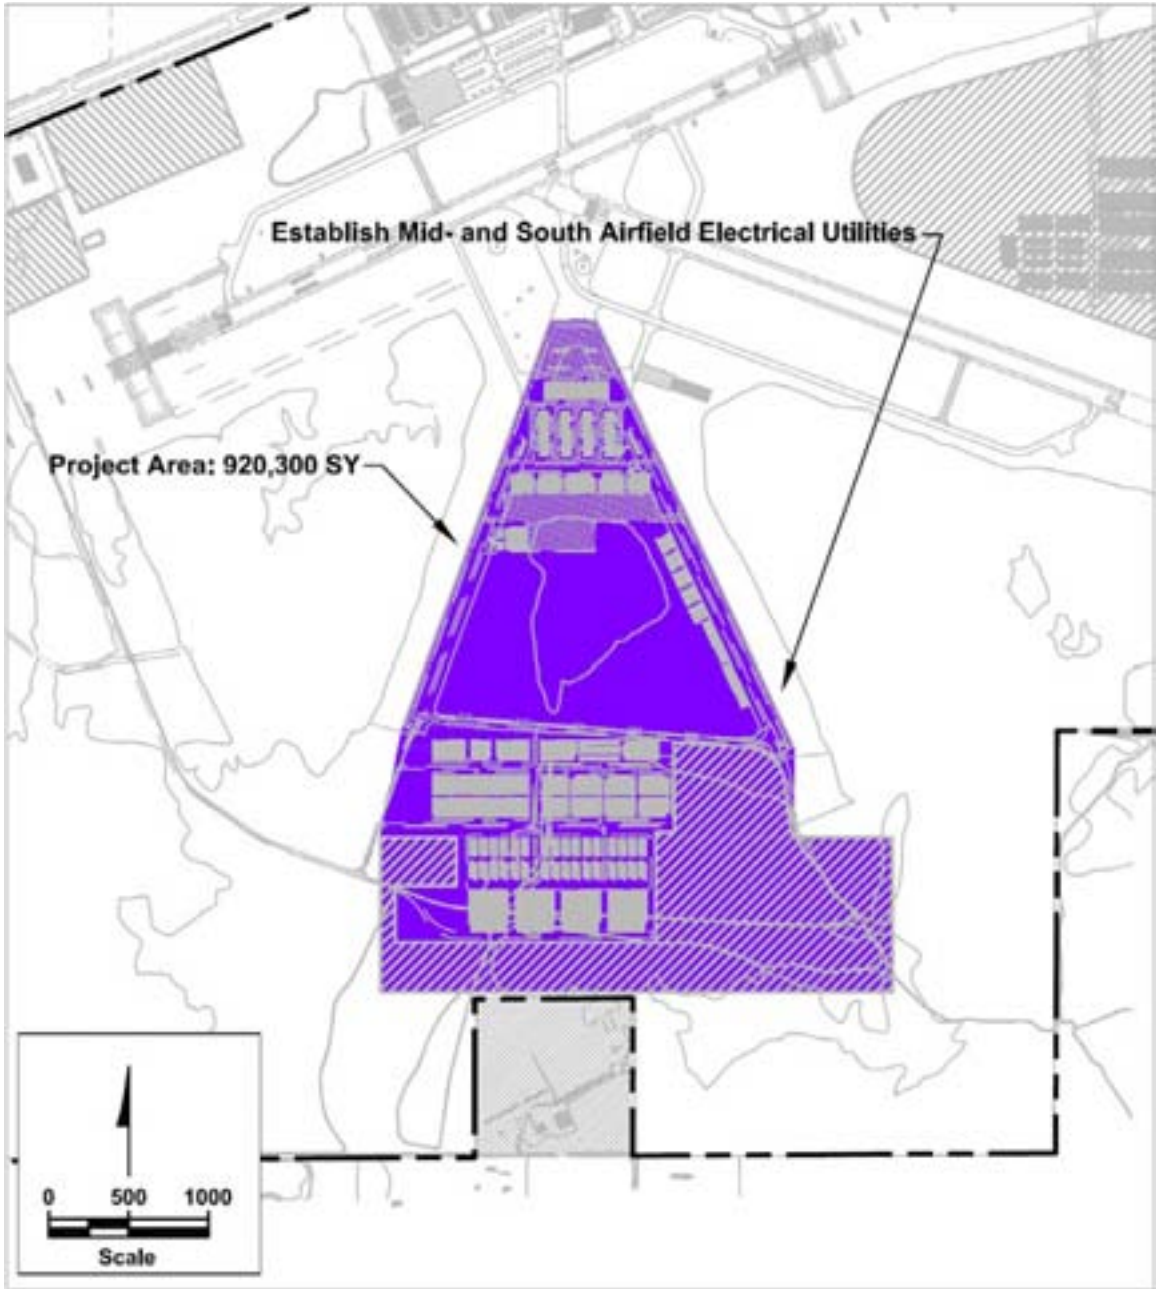 Establish Mid- and South Airfield Electrical Utilities
Project Area: 920,300 SY
0 500 1000
Scale